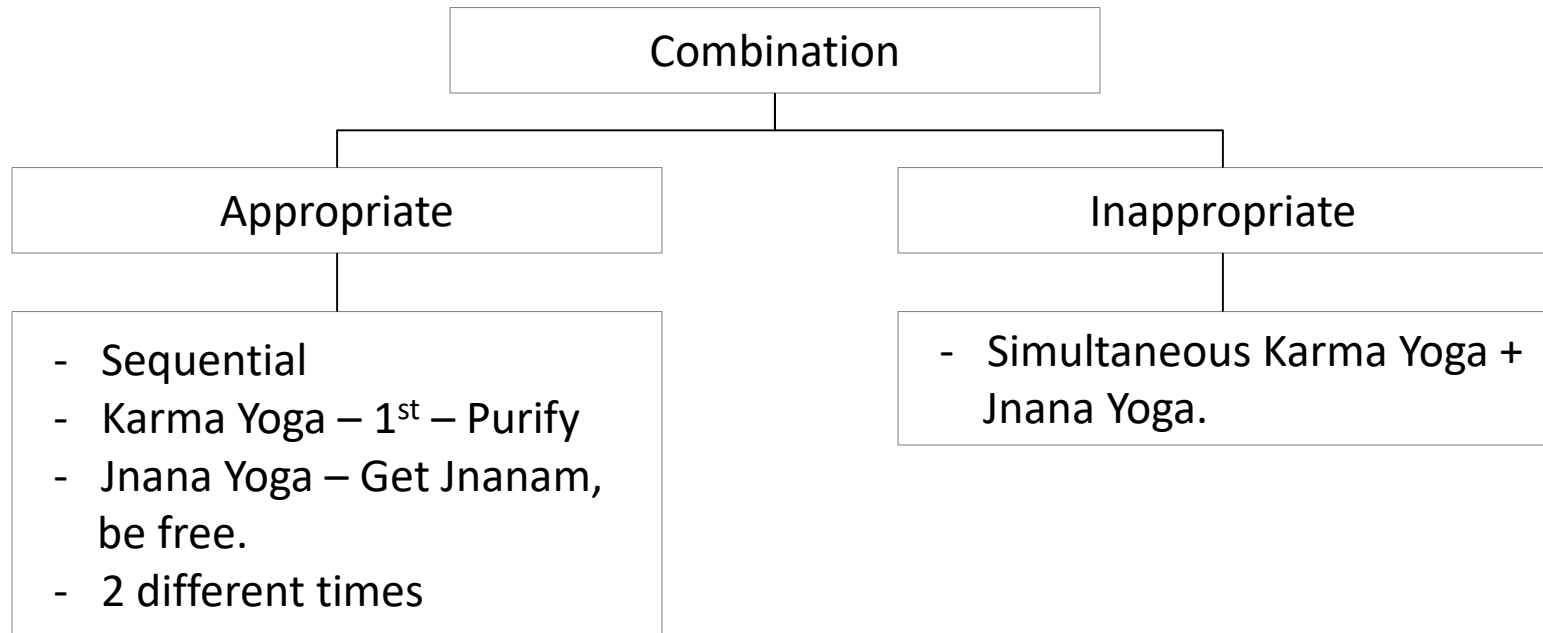 Combination
Appropriate
Inappropriate
- Sequential
- Karma Yoga – 1st – Purify
- Jnana Yoga – Get Jnanam,
be free.
- 2 different times
- Simultaneous Karma Yoga +
Jnana Yoga.